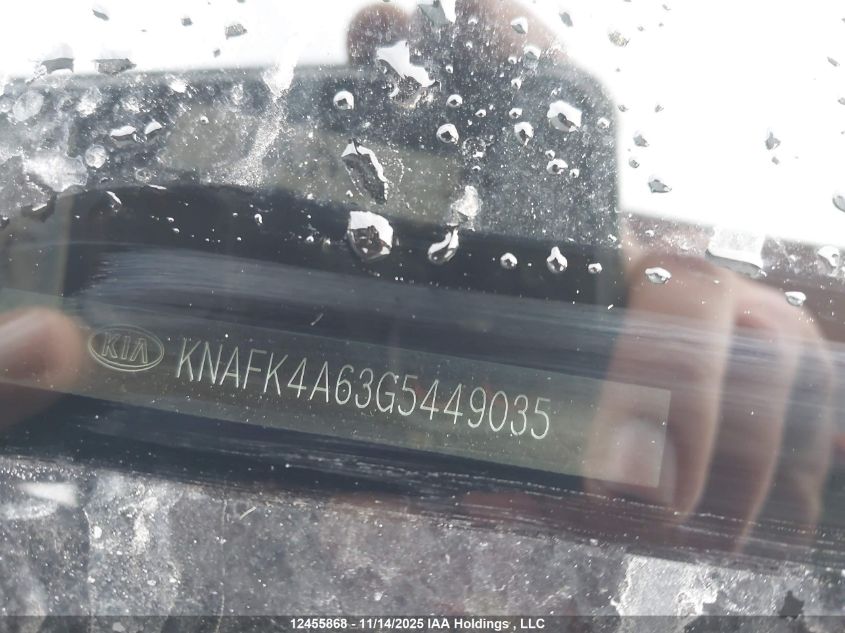 KIA KNAFK4A63G5449035
12455868 - 11/14/2025 IAA Holdings , LLC